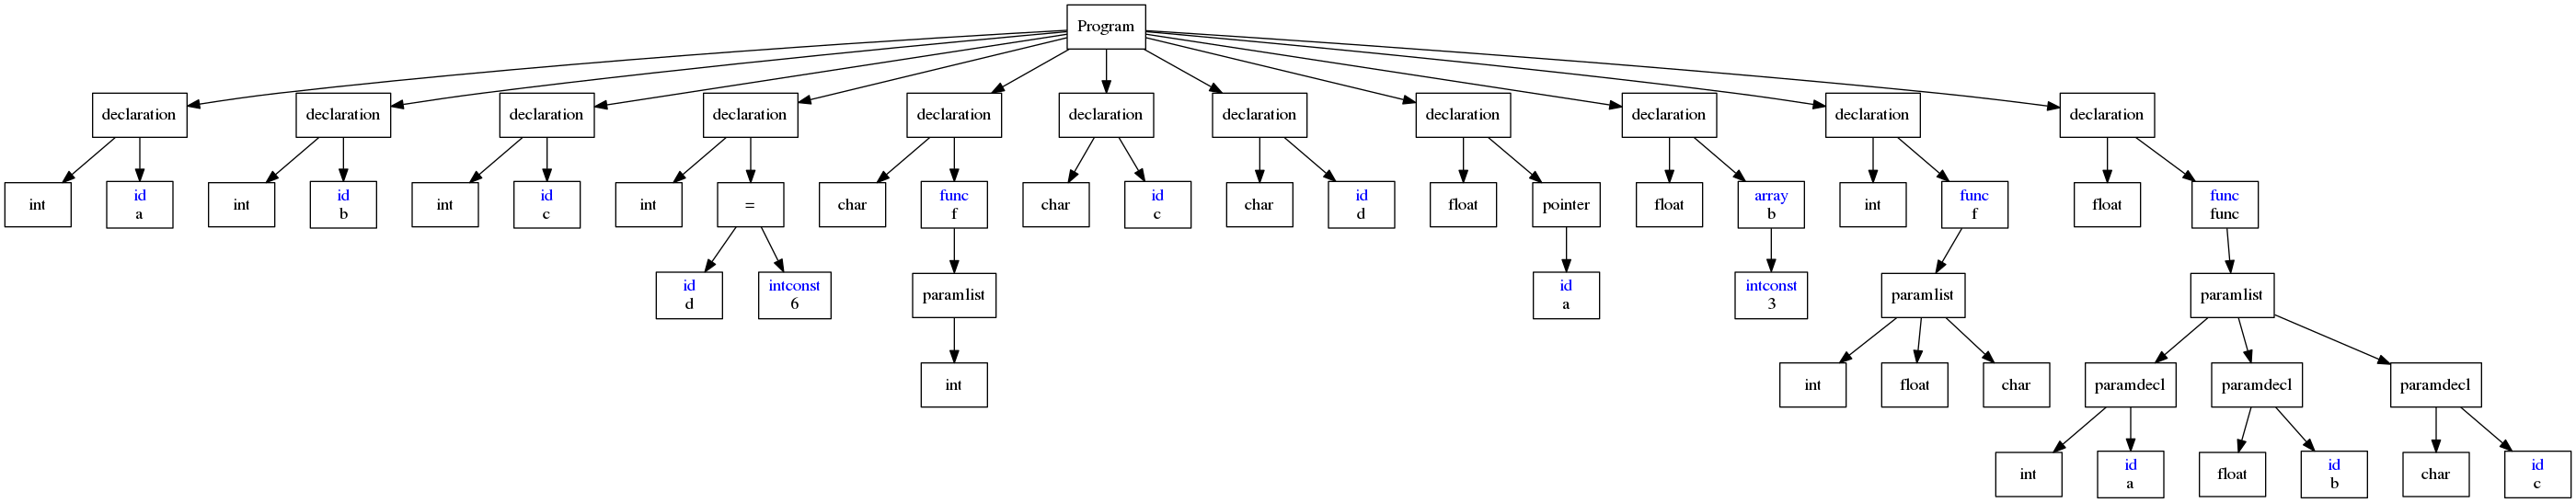 Program
declaration declaration declaration declaration declaration declaration declaration declaration declaration declaration declaration
int id int id int id int = char func char id char id float pointer float array int func float func
a b c f c d b f func
id intconst paramlist id intconst paramlist paramlist
d 6 a 3
int int float char paramdecl paramdecl paramdecl
int id float id char id
a b c